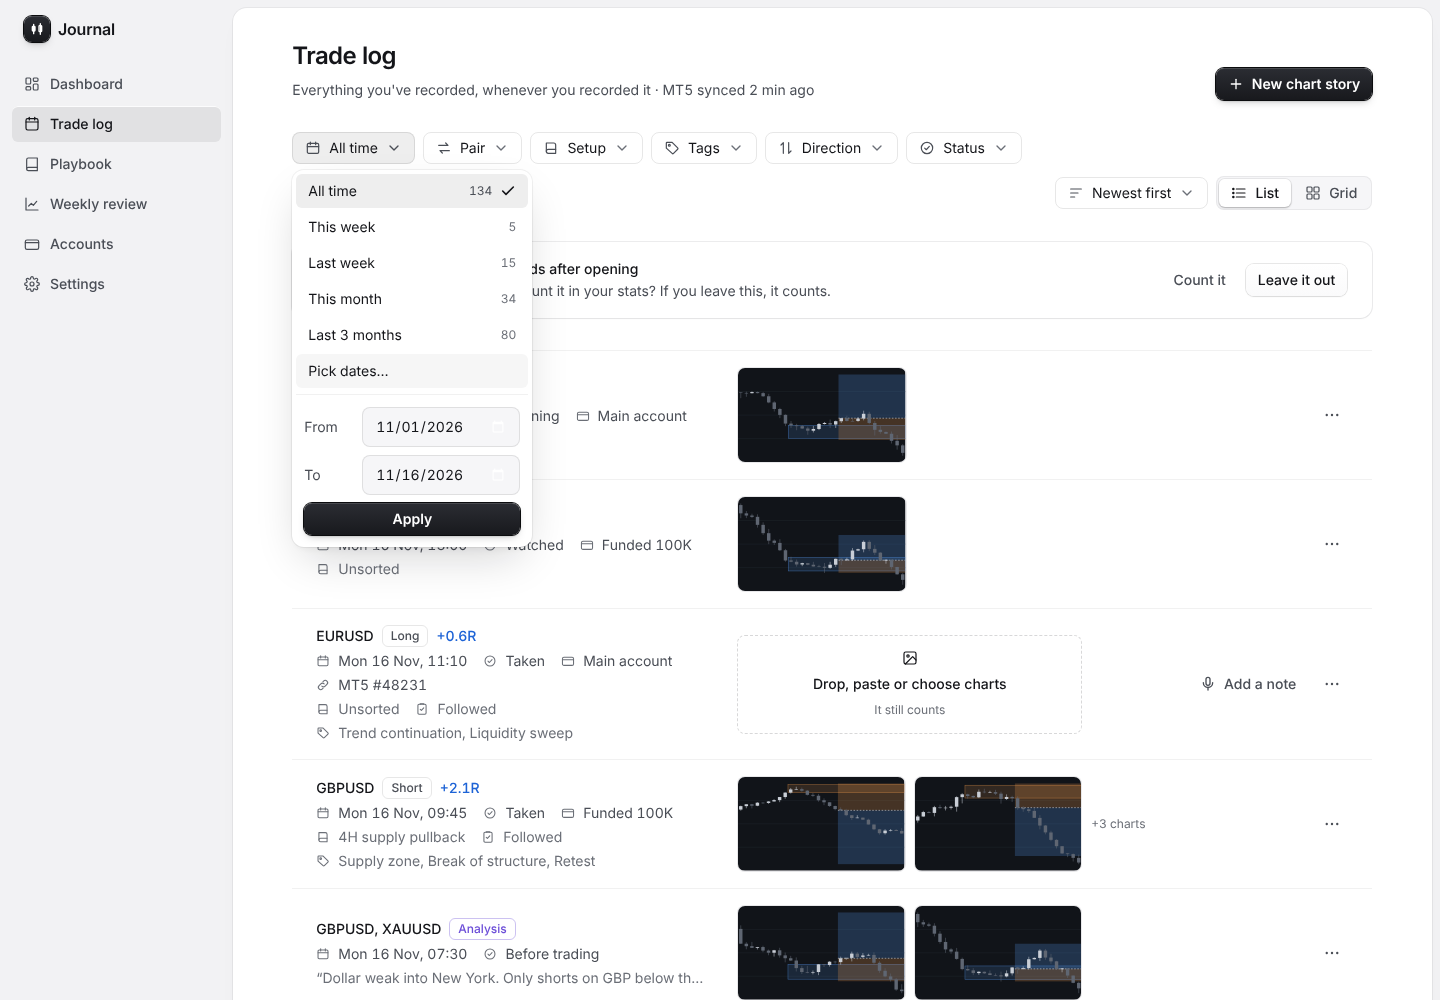 Journal
Dashboard
Trade log
Playbook
Weekly review
Accounts
Settings
Trade log
Everything you've recorded, whenever you recorded it · MT5 synced 2 min ago
New chart story
All time
Pair
Setup
Tags
Direction
Status
Newest first
List
Grid
All time 134
This week 5
Last week 15
This month 34
Last 3 months 80
Pick dates...
From 11/01/2026
To 11/16/2026
Apply
after opening
it in your stats? If you leave this, it counts.
Count it
Leave it out
Main account
Watched Funded 100K
Unsorted
EURUSD Long +0.6R
Mon 16 Nov, 11:10 Taken Main account
MT5 #48231
Unsorted Followed
Trend continuation, Liquidity sweep
Drop, paste or choose charts
It still counts
Add a note
GBPUSD Short +2.1R
Mon 16 Nov, 09:45 Taken Funded 100K
4H supply pullback Followed
Supply zone, Break of structure, Retest
+3 charts
GBPUSD, XAUUSD Analysis
Mon 16 Nov, 07:30 Before trading
“Dollar weak into New York. Only shorts on GBP below th...